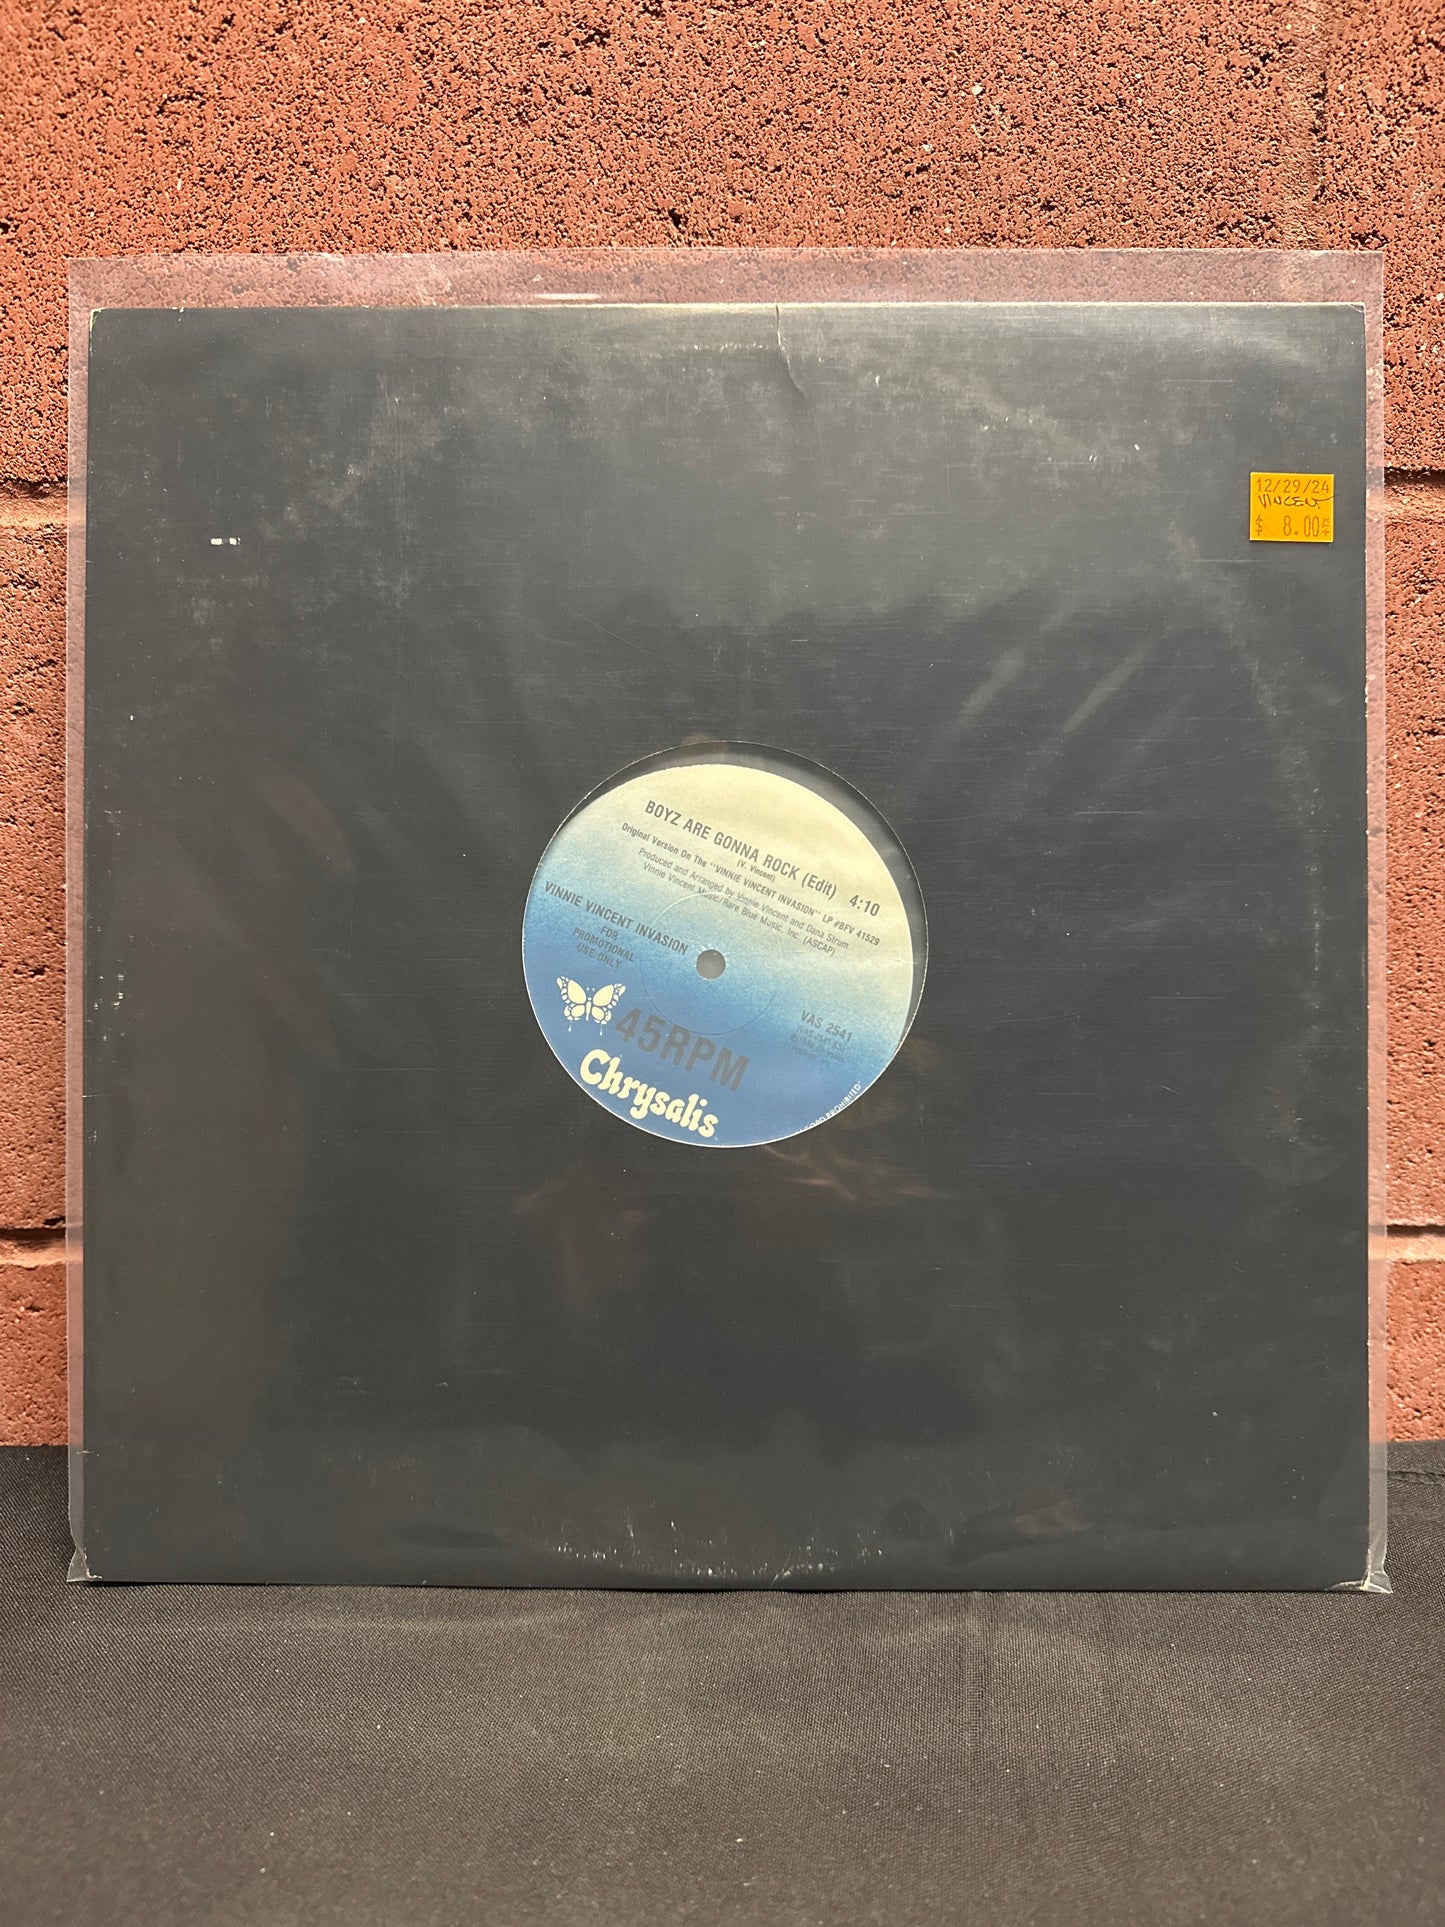 12/29/24
VINCENT
$ 8.00
BOYZ ARE GONNA ROCK (Edit) 4:10
(V. Vincent)
Original Version On The "VINNIE VINCENT INVASION" LP #BFV 41529
Produced and Arranged by Vinnie Vincent and Dana Strum
Vinnie Vincent Music/Rare Blue Music, Inc. (ASCAP)
VINNIE VINCENT INVASION
FOR
PROMOTIONAL
USE ONLY
VAS 2541
45RPM
Chrysalis
PROHIBITED